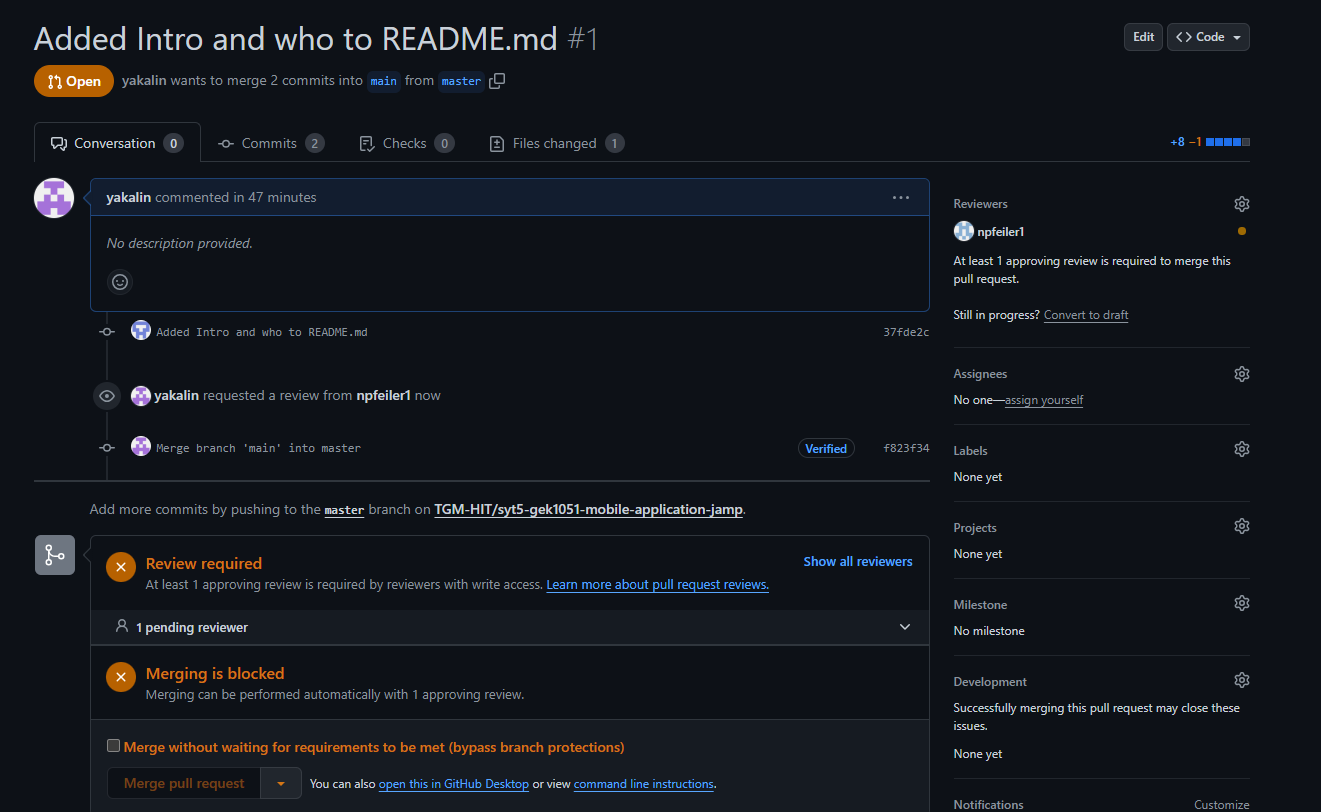 Added Intro and who to README.md #1
Edit
<> Code
Open
yakalin wants to merge 2 commits into main from master
Conversation 0
Commits 2
Checks 0
Files changed 1
+8 −1
yakalin commented in 47 minutes
No description provided.
Added Intro and who to README.md 37fde2c
yakalin requested a review from npfeiler1 now
Merge branch 'main' into master Verified f823f34
Add more commits by pushing to the master branch on TGM-HIT/syt5-gek1051-mobile-application-jamp.
Review required
Show all reviewers
At least 1 approving review is required by reviewers with write access. Learn more about pull request reviews.
1 pending reviewer
Merging is blocked
Merging can be performed automatically with 1 approving review.
Merge without waiting for requirements to be met (bypass branch protections)
Merge pull request
You can also open this in GitHub Desktop or view command line instructions.
Reviewers
npfeiler1
At least 1 approving review is required to merge this
pull request.
Still in progress? Convert to draft
Assignees
No one—assign yourself
Labels
None yet
Projects
None yet
Milestone
No milestone
Development
Successfully merging this pull request may close these
issues.
None yet
Notifications
Customize